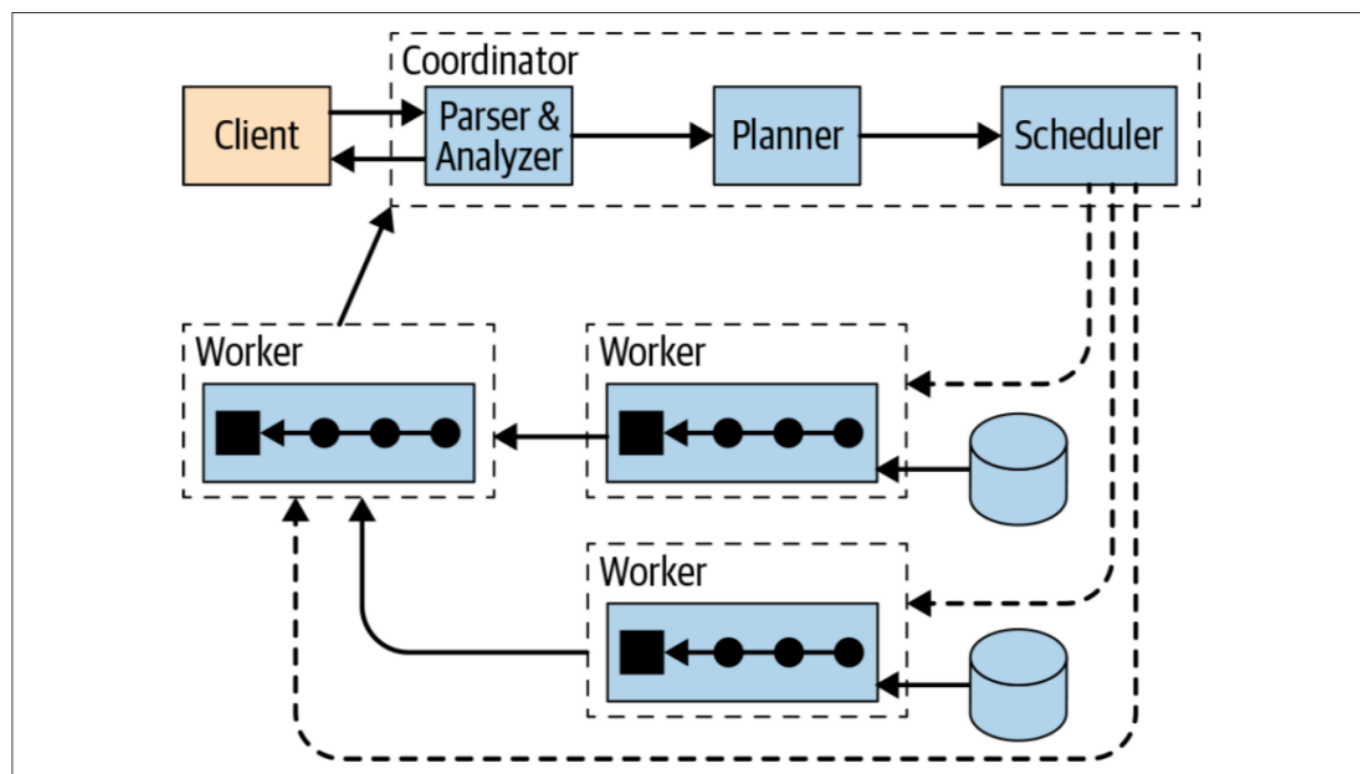 Coordinator
Client
Parser &
Analyzer
Planner
Scheduler
Worker
Worker
Worker